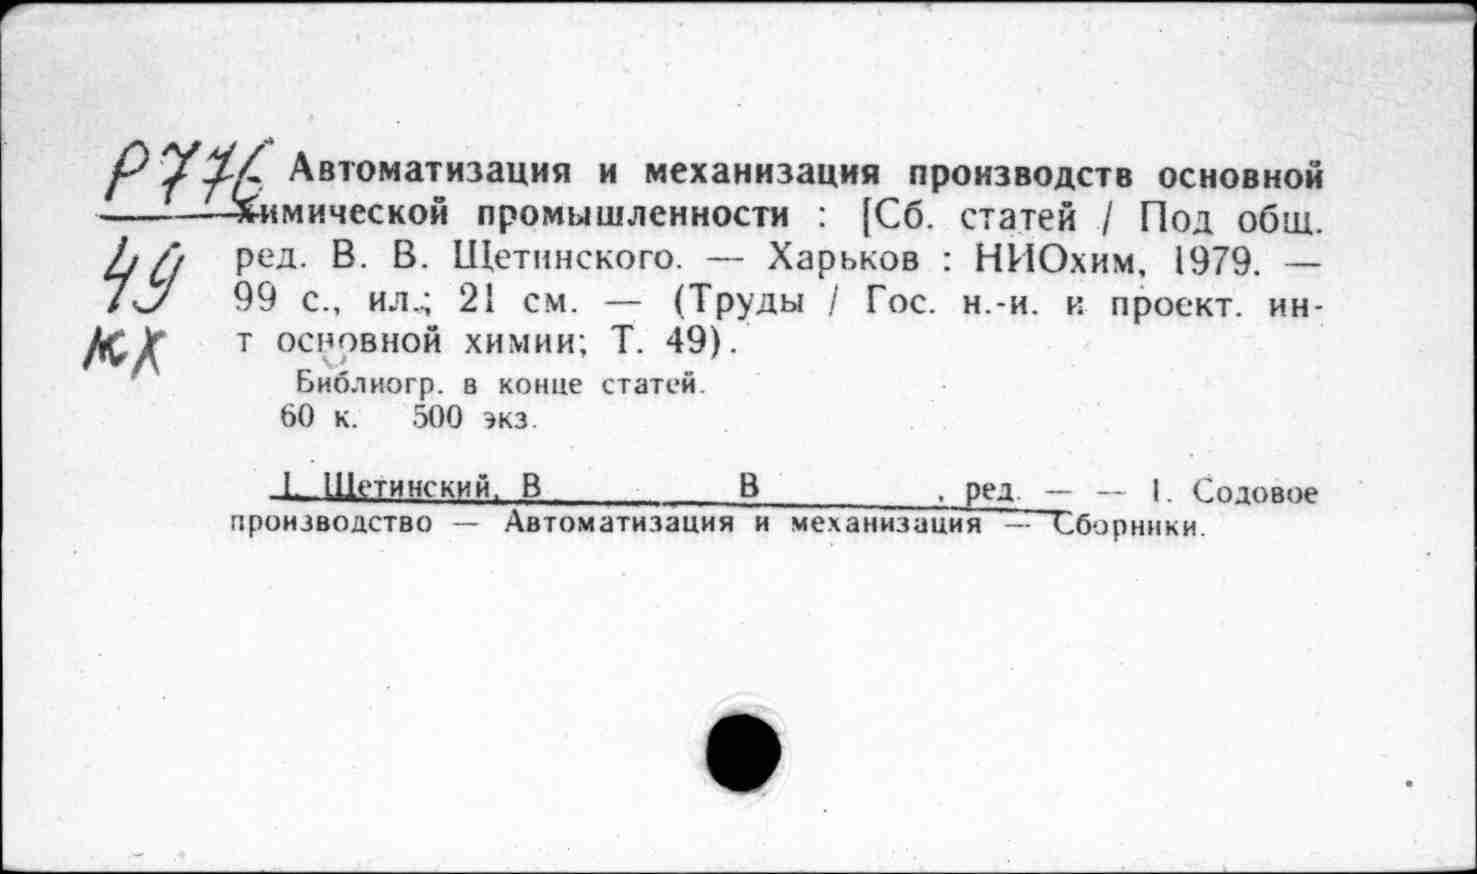 Р716 Автоматизация и механизация производств основной
химической промышленности : [Сб. статей / Под общ.
49 ред. В. В. Щетинского. — Харьков : НИОхим, 1979. —
99 с., ил.; 21 см. — (Труды / Гос. н.-и. и проект. ин-
КХ т основной химии; Т. 49).
Библиогр. в конце статей.
60 к. 500 экз.
I. Щетинский, В В , ред. — — 1. Содовое
производство — Автоматизация и механизация — Сборники.